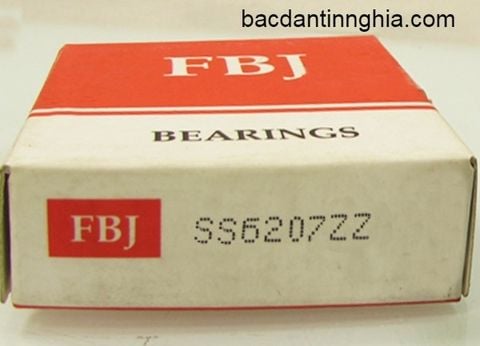 bacdantinnghia.com
FBJ
BEARINGS
FBJ
SS6207ZZ